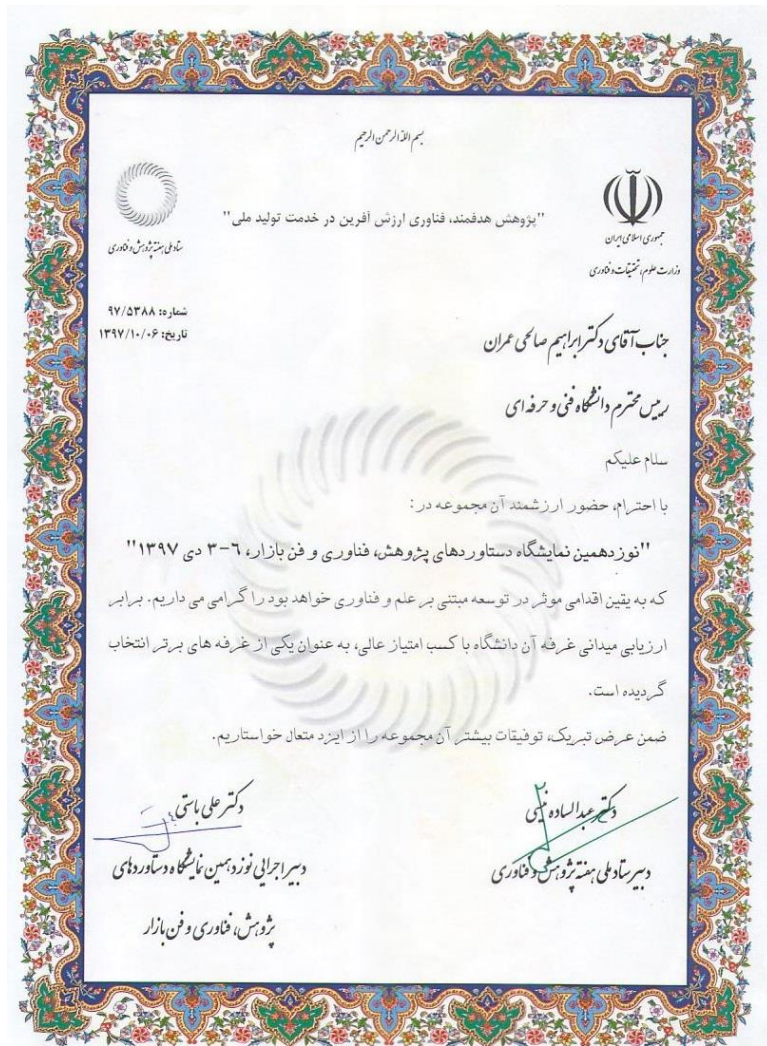 بسم الله الرحمن الرحیم
جمهوری اسلامی ایران
وزارت علوم، تحقیقات و فناوری
"پژوهش هدفمند، فناوری ارزش آفرین در خدمت تولید ملی"
ستاد ملی هفته پژوهش و فناوری
شماره: ۹۷/۵۳۸۸
تاریخ: ۱۳۹۷/۱۰/۰۶
جناب آقای دکتر ابراهیم صالحی عمران
رییس محترم دانشگاه فنی و حرفه ای
سلام علیکم
با احترام، حضور ارزشمند آن مجموعه در:
"نوزدهمین نمایشگاه دستاوردهای پژوهش، فناوری و فن بازار، ۶-۳ دی ۱۳۹۷"
که به یقین اقدامی موثر در توسعه مبتنی بر علم و فناوری خواهد بود را گرامی می داریم. برابر
ارزیابی میدانی غرفه آن دانشگاه با کسب امتیاز عالی، به عنوان یکی از غرفه های برتر انتخاب
گردیده است.
ضمن عرض تبریک، توفیقات بیشتر آن مجموعه را از ایزد متعال خواستاریم.
دکتر عبدالساده نیسی
دبیر ستاد ملی هفته پژوهش و فناوری
دکتر علی باستی
دبیر اجرایی نوزدهمین نمایشگاه دستاوردهای
پژوهش، فناوری و فن بازار